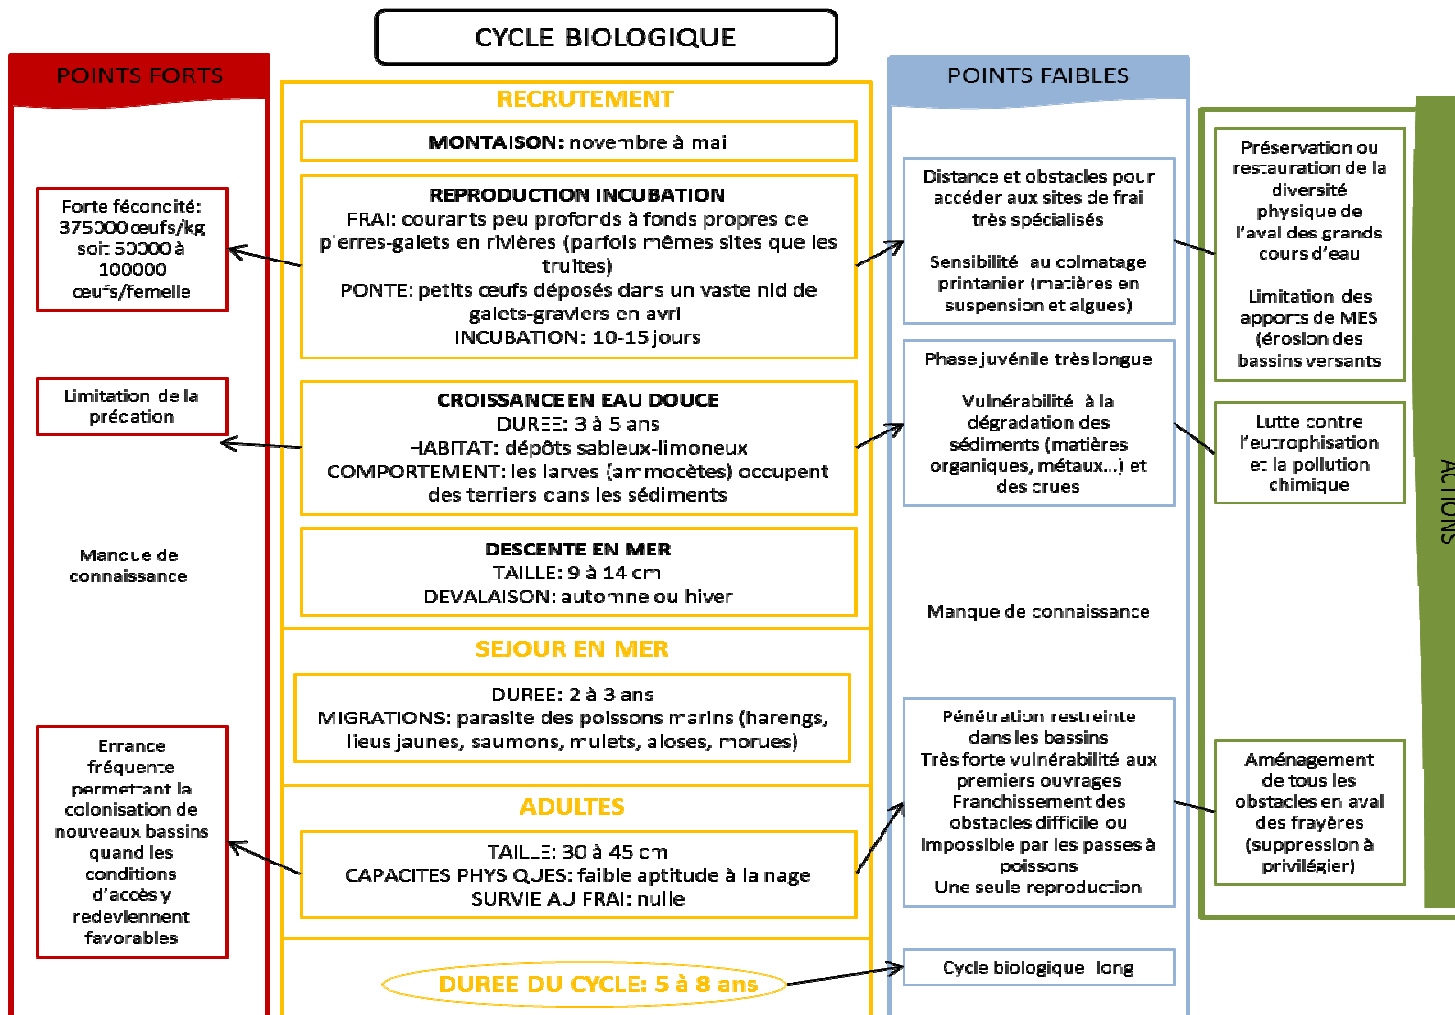 CYCLE BIOLOGIQUE
POINTS FORTS
Forte fécondité:
375000 œufs/kg
soit 50000 à
100000
œufs/femelle
Limitation de la
prédation
Manque de
connaissance
Errance
fréquente
permettant la
colonisation de
nouveaux bassins
quand les
conditions
d'accès y
redeviennent
favorables
RECRUTEMENT
MONTAISON: novembre à mai
REPRODUCTION INCUBATION
FRAI: courants peu profonds à fonds propres de
pierres-galets en rivières (parfois mêmes sites que les
truites)
PONTE: petits œufs déposés dans un vaste nid de
galets-graviers en avril
INCUBATION: 10-15 jours
CROISSANCE EN EAU DOUCE
DUREE: 3 à 5 ans
HABITAT: dépôts sableux-limoneux
COMPORTEMENT: les larves (ammocètes) occupent
des terriers dans les sédiments
DESCENTE EN MER
TAILLE: 9 à 14 cm
DEVALAISON: automne ou hiver
SEJOUR EN MER
DUREE: 2 à 3 ans
MIGRATIONS: parasite des poissons marins (harengs,
lieus jaunes, saumons, mulets, aloses, morues)
ADULTES
TAILLE: 30 à 45 cm
CAPACITES PHYSIQUES: faible aptitude à la nage
SURVIE AU FRAI: nulle
DUREE DU CYCLE: 5 à 8 ans
POINTS FAIBLES
Distance et obstacles pour
accéder aux sites de frai
très spécialisés
Sensibilité au colmatage
printanier (matières en
suspension et algues)
Phase juvénile très longue
Vulnérabilité à la
dégradation des
sédiments (matières
organiques, métaux...) et
des crues
Manque de connaissance
Pénétration restreinte
dans les bassins
Très forte vulnérabilité aux
premiers ouvrages
Franchissement des
obstacles difficile ou
impossible par les passes à
poissons
Une seule reproduction
Cycle biologique long
Préservation ou
restauration de la
diversité
physique de
l'aval des grands
cours d'eau
Limitation des
apports de MES
(érosion des
bassins versants
Lutte contre
l'eutrophisation
et la pollution
chimique
Aménagement
de tous les
obstacles en aval
des frayères
(suppression à
privilégier)
ACTIONS